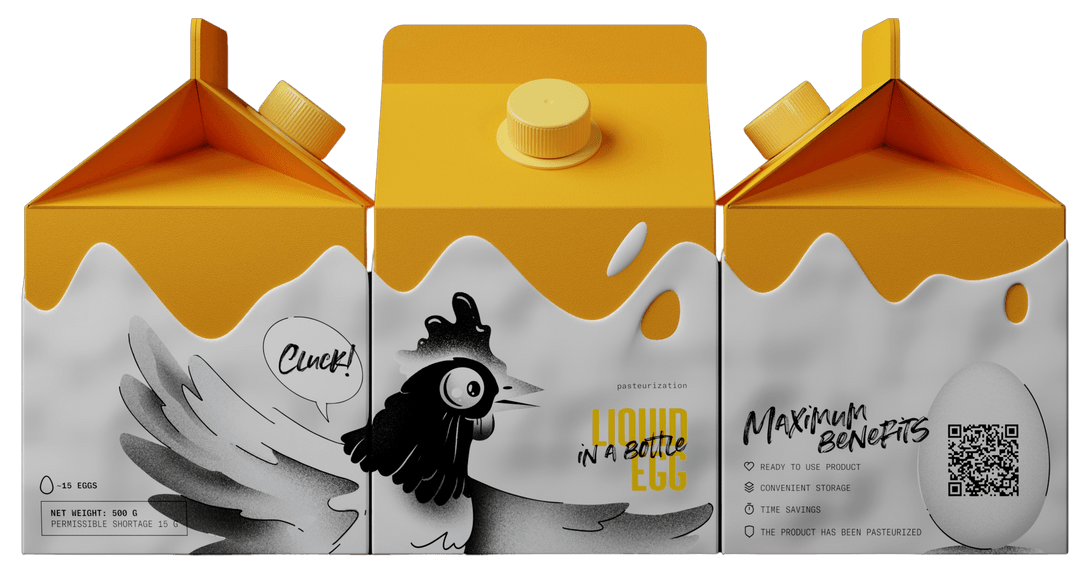 Cluck!
~15 EGGS
NET WEIGHT: 500 G
PERMISSIBLE SHORTAGE 15 G
pasteurization
LIQUID
iN A BOttLe
EGG
MAXiMUM
BeNeFiTS
READY TO USE PRODUCT
CONVENIENT STORAGE
TIME SAVINGS
THE PRODUCT HAS BEEN PASTEURIZED